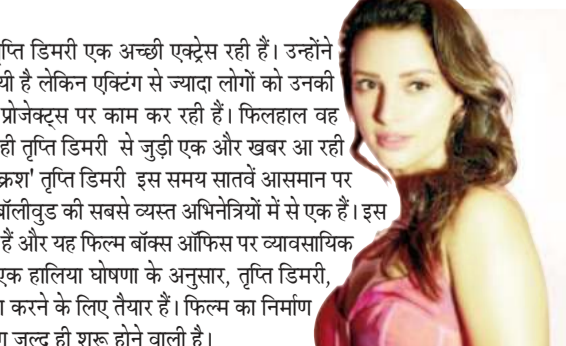 प्ति डिमरी एक अच्छी एक्ट्रेस रही हैं। उन्होंने
यी है लेकिन एक्टिंग से ज्यादा लोगों को उनकी
प्रोजेक्ट्स पर काम कर रही हैं। फिलहाल वह
ही तृप्ति डिमरी से जुड़ी एक और खबर आ रही
क्रश' तृप्ति डिमरी इस समय सातवें आसमान पर
बॉलीवुड की सबसे व्यस्त अभिनेत्रियों में से एक हैं। इस
हैं और यह फिल्म बॉक्स ऑफिस पर व्यावसायिक
एक हालिया घोषणा के अनुसार, तृप्ति डिमरी,
करने के लिए तैयार हैं। फिल्म का निर्माण
जल्द ही शुरू होने वाली है।